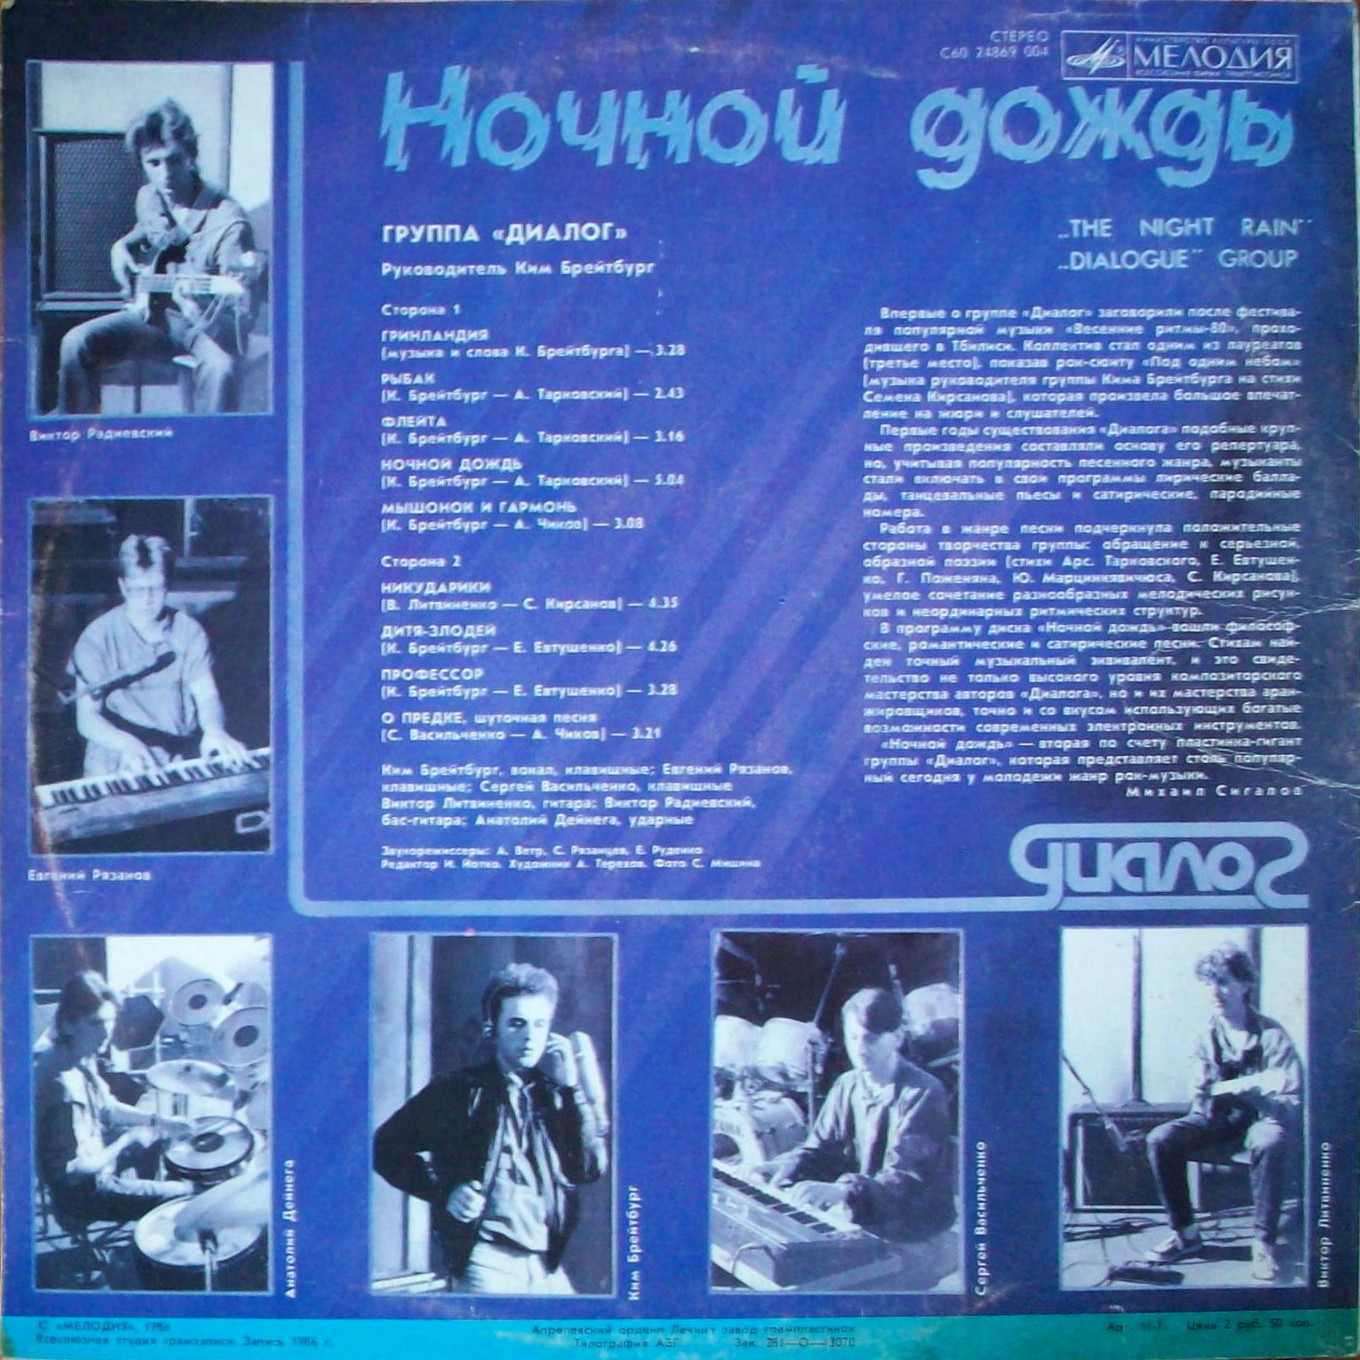 СТЕРЕО
С60 24869 004
МЕЛОДИЯ
Ночной дождь
ГРУППА «ДИАЛОГ»
Руководитель Ким Брейтбург
„THE NIGHT RAIN“
„DIALOGUE“ GROUP
Сторона 1
ГРИНЛАНДИЯ
(музыка и слова К. Брейтбурга) — 3.28
РЫБАК
(К. Брейтбург — А. Тарковский) — 2.43
ФЛЕЙТА
(К. Брейтбург — А. Тарковский) — 3.16
НОЧНОЙ ДОЖДЬ
(К. Брейтбург — А. Тарковский) — 5.04
МЫШОНОК И ГАРМОНЬ
(К. Брейтбург — А. Чиков) — 3.08
Сторона 2
НИКУДАРИКИ
(В. Литвиненко — С. Кирсанов) — 4.35
ДИТЯ-ЗЛОДЕЙ
(К. Брейтбург — Е. Евтушенко) — 4.26
ПРОФЕССОР
(К. Брейтбург — Е. Евтушенко) — 3.28
О ПРЕДКЕ, шуточная песня
(С. Васильченко — А. Чиков) — 3.21
Ким Брейтбург, вокал, клавишные; Евгений Рязанов,
клавишные; Сергей Васильченко, клавишные
Виктор Литвиненко, гитара; Виктор Радиевский,
бас-гитара; Анатолий Дейнега, ударные
Звукорежиссеры: А. Ветр, С. Рязанцев, Е. Руденко
Редактор И. Йотко. Художник А. Терехов. Фото С. Мишина
Впервые о группе «Диалог» заговорили после фестива-
ля популярной музыки «Весенние ритмы-80», прохо-
дившего в Тбилиси. Коллектив стал одним из лауреатов
(третье место), показав рок-сюиту «Под одним небом»
(музыка руководителя группы Кима Брейтбурга на стихи
Семена Кирсанова), которая произвела большое впечат-
ление на жюри и слушателей.
Первые годы существования «Диалога» подобные круп-
ные произведения составляли основу его репертуара,
но, учитывая популярность песенного жанра, музыканты
стали включать в свои программы лирические балла-
ды, танцевальные пьесы и сатирические, пародийные
номера.
Работа в жанре песни подчеркнула положительные
стороны творчества группы: обращение к серьезной,
образной поэзии (стихи Арс. Тарковского, Е. Евтушен-
ко, Г. Поженяна, Ю. Марцинкявичюса, С. Кирсанова),
умелое сочетание разнообразных мелодических рисун-
ков и неординарных ритмических структур.
В программу диска «Ночной дождь» вошли философ-
ские, романтические и сатирические песни. Стихам най-
ден точный музыкальный эквивалент, и это свиде-
тельство не только высокого уровня композиторского
мастерства авторов «Диалога», но и их мастерства аран-
жировщиков, точно и со вкусом использующих богатые
возможности современных электронных инструментов.
«Ночной дождь» — вторая по счету пластинка-гигант
группы «Диалог», которая представляет столь популяр-
ный сегодня у молодежи жанр рок-музыки.
Михаил Сигалов
диалог
Виктор Радиевский
Евгений Рязанов
Анатолий Дейнега
Ким Брейтбург
YAMAHA
Сергей Васильченко
Виктор Литвиненко
С «МЕЛОДИЯ», 1986
Всесоюзная студия грамзаписи. Запись 1986 г.
Апрелевский ордена Ленина завод грампластинок
Типография АЗГ. Зак. 281—О—13070
Арт. 11-2. Цена 2 руб. 50 коп.